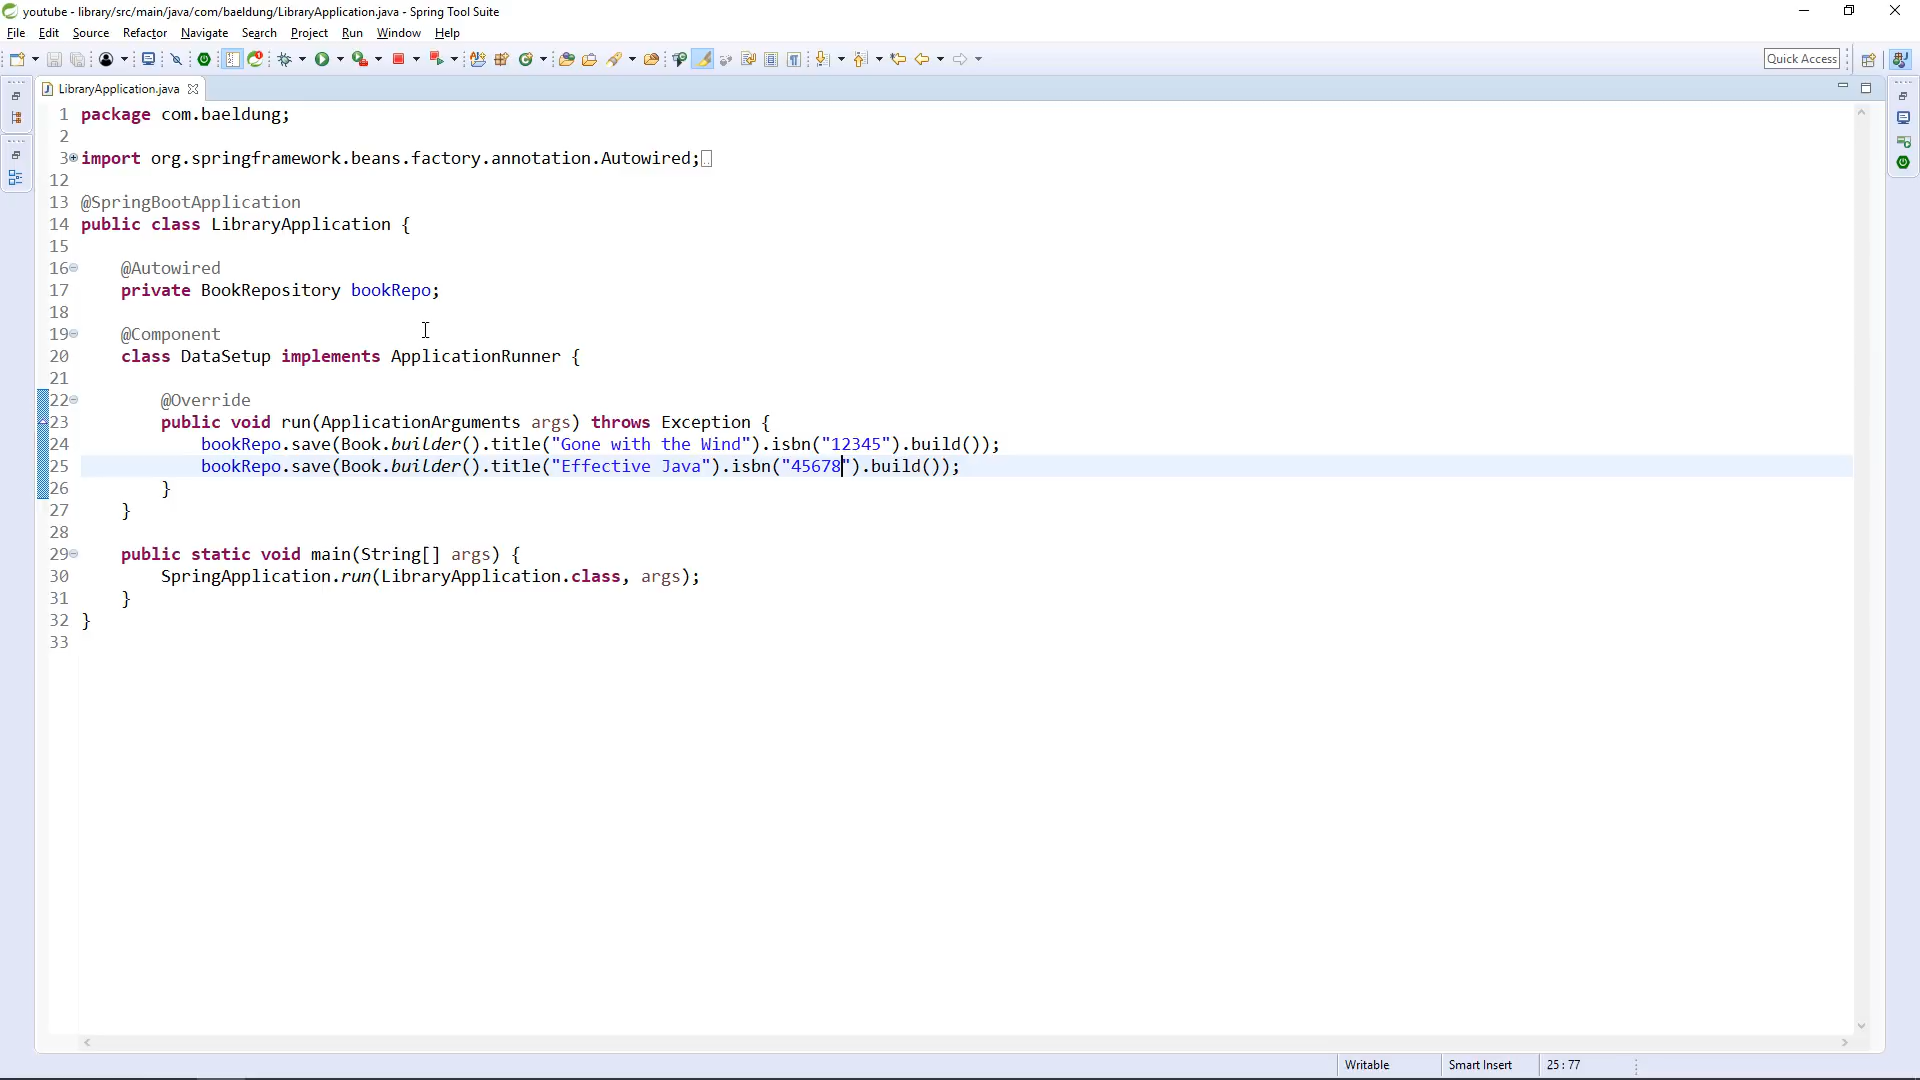 youtube - library/src/main/java/com/baeldung/LibraryApplication.java - Spring Tool Suite
File Edit Source Refactor Navigate Search Project Run Window Help
Quick Access
LibraryApplication.java
1 package com.baeldung;
2
3 import org.springframework.beans.factory.annotation.Autowired;
12
13 @SpringBootApplication
14 public class LibraryApplication {
15
16 @Autowired
17 private BookRepository bookRepo;
18
19 @Component
20 class DataSetup implements ApplicationRunner {
21
22 @Override
23 public void run(ApplicationArguments args) throws Exception {
24 bookRepo.save(Book.builder().title("Gone with the Wind").isbn("12345").build());
25 bookRepo.save(Book.builder().title("Effective Java").isbn("45678").build());
26 }
27 }
28
29 public static void main(String[] args) {
30 SpringApplication.run(LibraryApplication.class, args);
31 }
32 }
33
Writable Smart Insert 25 : 77